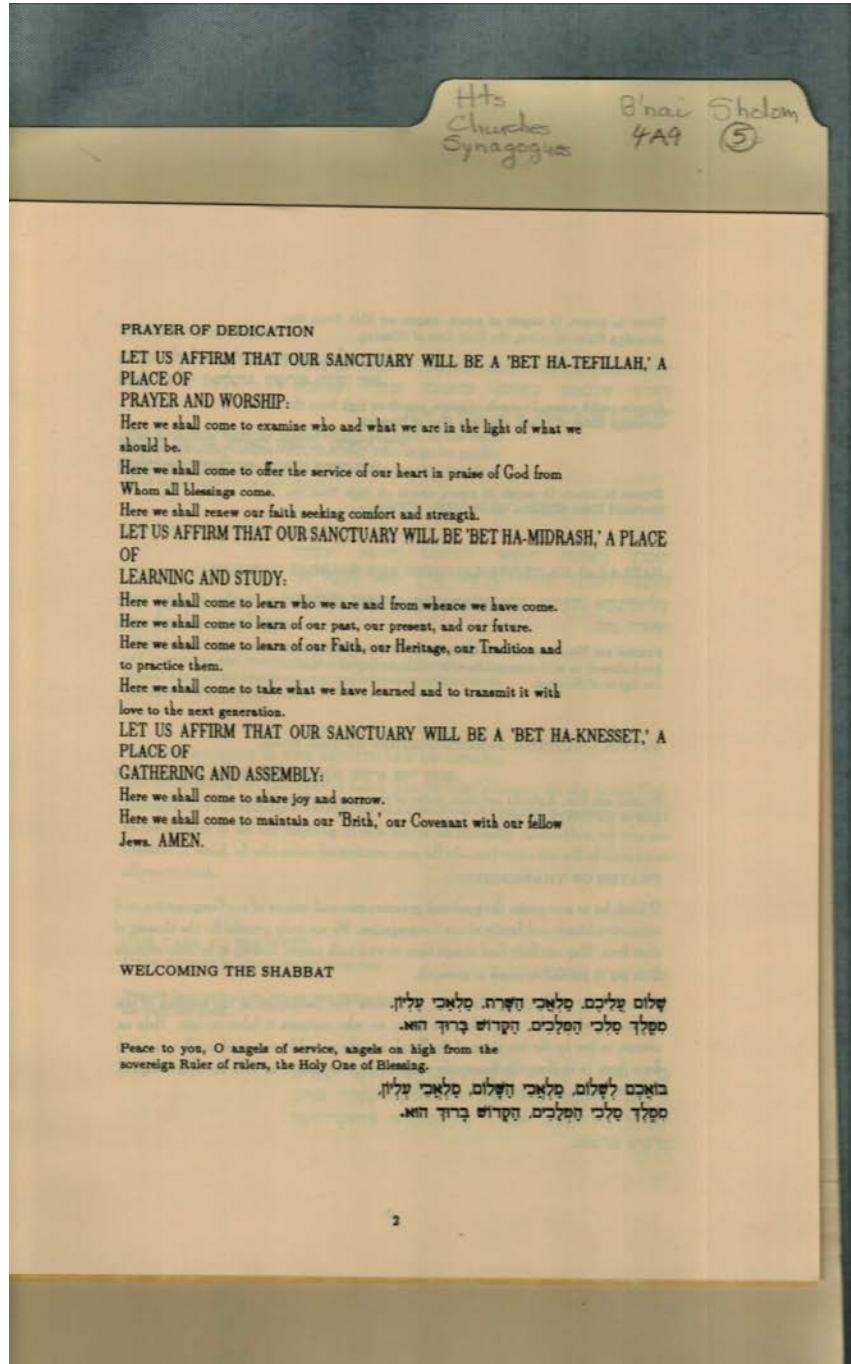 Hts
Churches
Synagogues
B'nai Sholom
4A9 5
PRAYER OF DEDICATION
LET US AFFIRM THAT OUR SANCTUARY WILL BE A 'BET HA-TEFILLAH,' A
PLACE OF
PRAYER AND WORSHIP:
Here we shall come to examine who and what we are in the light of what we
should be.
Here we shall come to offer the service of our heart in praise of God from
Whom all blessings come.
Here we shall renew our faith seeking comfort and strength.
LET US AFFIRM THAT OUR SANCTUARY WILL BE 'BET HA-MIDRASH,' A PLACE
OF
LEARNING AND STUDY:
Here we shall come to learn who we are and from whence we have come.
Here we shall come to learn of our past, our present, and our future.
Here we shall come to learn of our Faith, our Heritage, our Tradition and
to practice them.
Here we shall come to take what we have learned and to transmit it with
love to the next generation.
LET US AFFIRM THAT OUR SANCTUARY WILL BE A 'BET HA-KNESSET,' A
PLACE OF
GATHERING AND ASSEMBLY:
Here we shall come to share joy and sorrow.
Here we shall come to maintain our 'Brith,' our Covenant with our fellow
Jews. AMEN.
WELCOMING THE SHABBAT
שָׁלוֹם עֲלֵיכֶם, מַלְאֲכֵי הַשָּׁרֵת, מַלְאֲכֵי עֶלְיוֹן,
מִמֶּלֶךְ מַלְכֵי הַמְּלָכִים, הַקָּדוֹשׁ בָּרוּךְ הוּא.
Peace to you, O angels of service, angels on high from the
sovereign Ruler of rulers, the Holy One of Blessing.
בּוֹאֲכֶם לְשָׁלוֹם, מַלְאֲכֵי הַשָּׁלוֹם, מַלְאֲכֵי עֶלְיוֹן,
מִמֶּלֶךְ מַלְכֵי הַמְּלָכִים, הַקָּדוֹשׁ בָּרוּךְ הוּא.
2